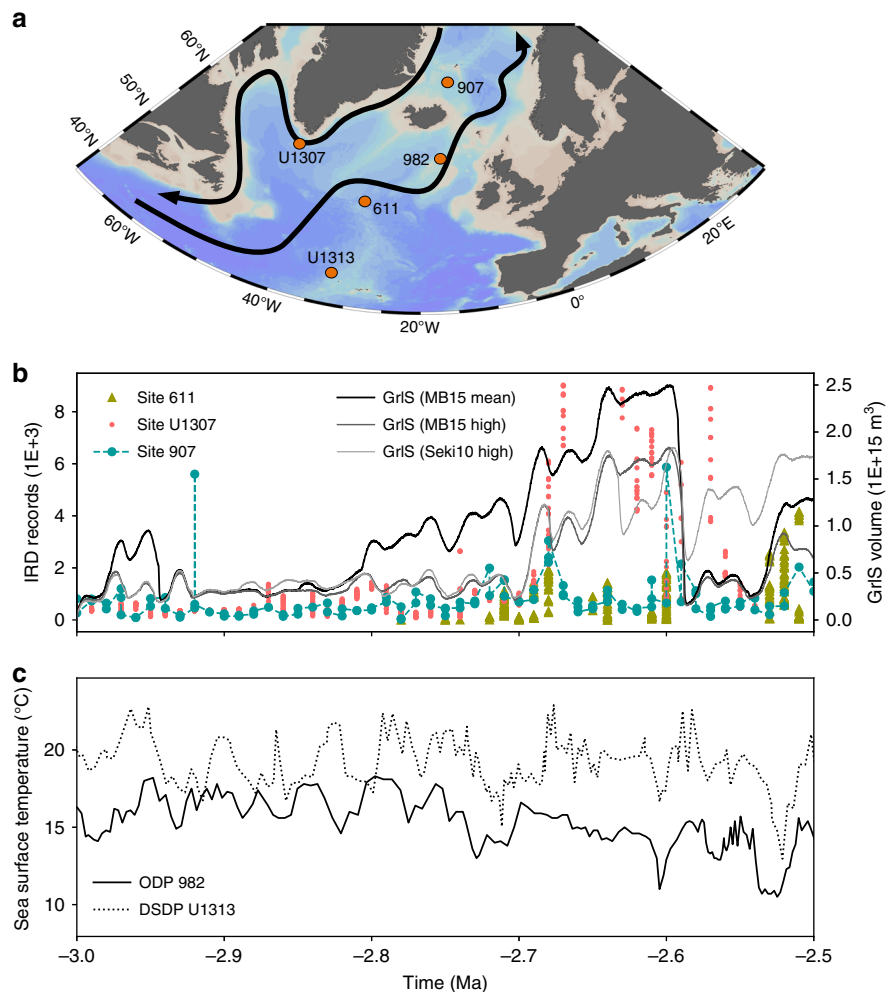 a
60°N
50°N
40°N
907
U1307
982
611
U1313
60°W
40°W
20°W
0°
20°E
b
Site 611
Site U1307
Site 907
GrIS (MB15 mean)
GrIS (MB15 high)
GrIS (Seki10 high)
IRD records (1E+3)
8
6
4
2
0
GrIS volume (1E+15 m³)
2.5
2.0
1.5
1.0
0.5
0.0
c
Sea surface temperature (°C)
20
15
10
ODP 982
DSDP U1313
−3.0
−2.9
−2.8
−2.7
−2.6
−2.5
Time (Ma)